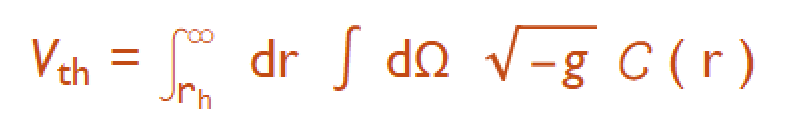 V_th = ∫_{r_h}^{∞} dr ∫ dΩ √−g C ( r )